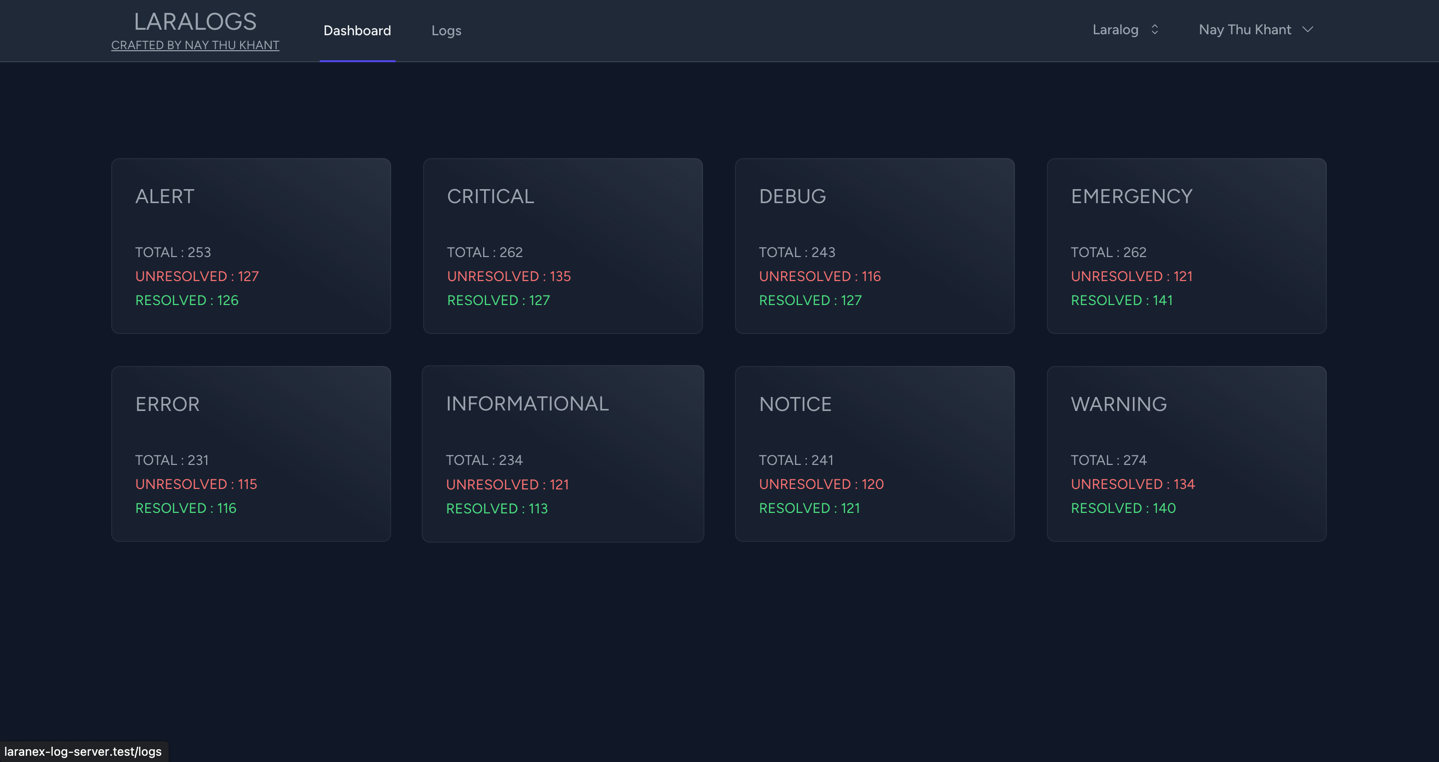 LARALOGS
CRAFTED BY NAY THU KHANT
Dashboard
Logs
Laralog
Nay Thu Khant
ALERT
TOTAL : 253
UNRESOLVED : 127
RESOLVED : 126
CRITICAL
TOTAL : 262
UNRESOLVED : 135
RESOLVED : 127
DEBUG
TOTAL : 243
UNRESOLVED : 116
RESOLVED : 127
EMERGENCY
TOTAL : 262
UNRESOLVED : 121
RESOLVED : 141
ERROR
TOTAL : 231
UNRESOLVED : 115
RESOLVED : 116
INFORMATIONAL
TOTAL : 234
UNRESOLVED : 121
RESOLVED : 113
NOTICE
TOTAL : 241
UNRESOLVED : 120
RESOLVED : 121
WARNING
TOTAL : 274
UNRESOLVED : 134
RESOLVED : 140
laranex-log-server.test/logs